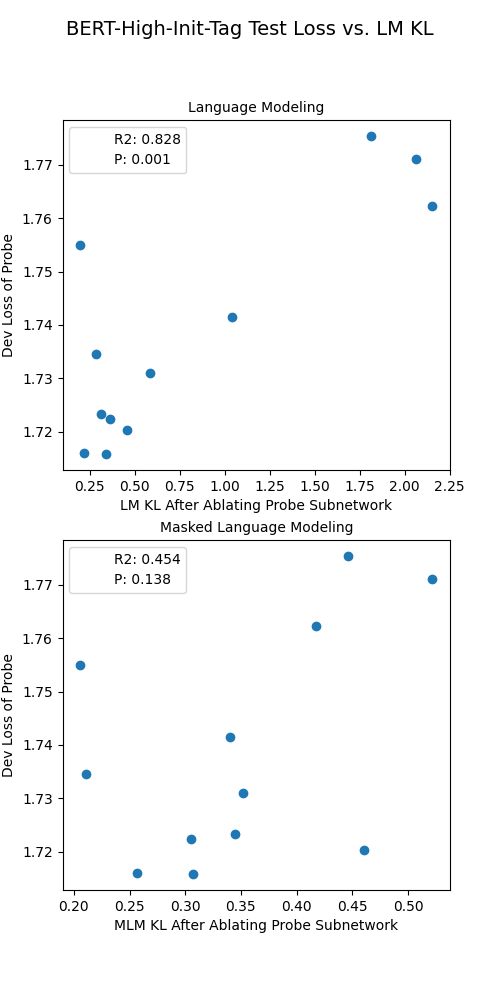 BERT-High-Init-Tag Test Loss vs. LM KL
Language Modeling
R2: 0.828
P: 0.001
1.77
1.76
1.75
1.74
1.73
1.72
Dev Loss of Probe
0.25 0.50 0.75 1.00 1.25 1.50 1.75 2.00 2.25
LM KL After Ablating Probe Subnetwork
Masked Language Modeling
R2: 0.454
P: 0.138
1.77
1.76
1.75
1.74
1.73
1.72
Dev Loss of Probe
0.20 0.25 0.30 0.35 0.40 0.45 0.50
MLM KL After Ablating Probe Subnetwork